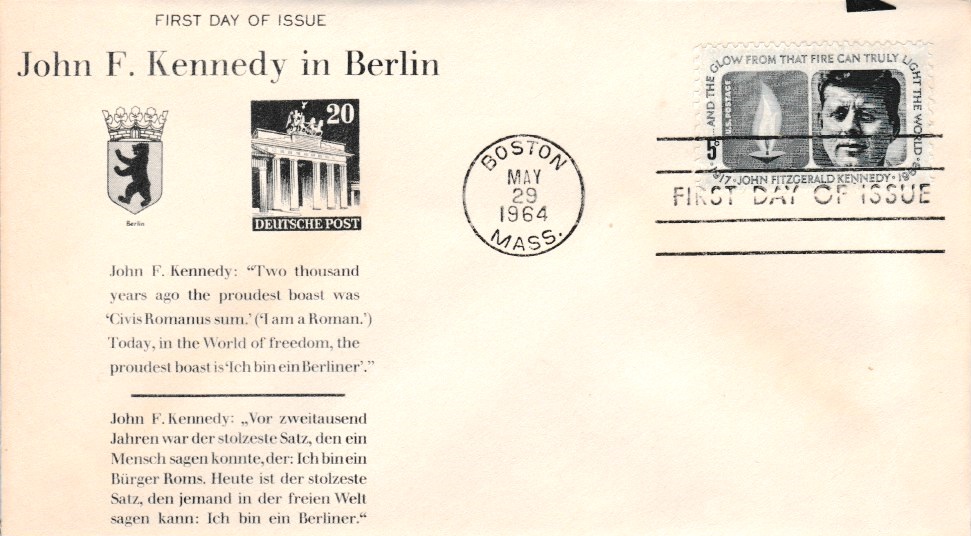 FIRST DAY OF ISSUE
John F. Kennedy in Berlin
Berlin
20
DEUTSCHE POST
John F. Kennedy: “Two thousand
years ago the proudest boast was
‘Civis Romanus sum.’ (‘I am a Roman.’)
Today, in the World of freedom, the
proudest boast is ‘Ich bin ein Berliner’.”
John F. Kennedy: „Vor zweitausend
Jahren war der stolzeste Satz, den ein
Mensch sagen konnte, der: Ich bin ein
Bürger Roms. Heute ist der stolzeste
Satz, den jemand in der freien Welt
sagen kann: Ich bin ein Berliner.“
BOSTON
MAY
29
1964
MASS.
...AND THE GLOW FROM THAT FIRE CAN TRULY LIGHT THE WORLD
U.S. POSTAGE
5c
1917 • JOHN FITZGERALD KENNEDY • 1963
FIRST DAY OF ISSUE